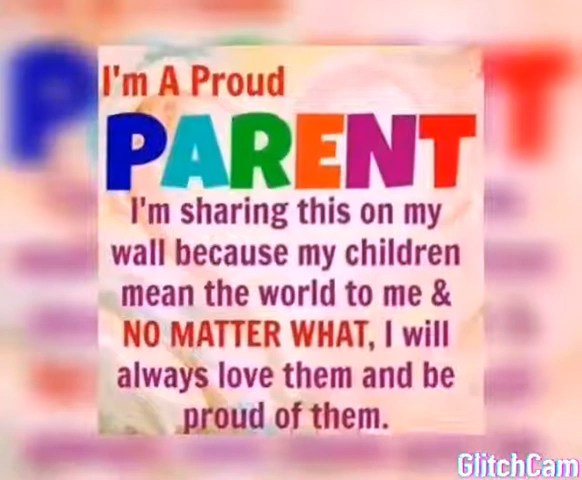 I'm A Proud
PARENT
I'm sharing this on my
wall because my children
mean the world to me &
NO MATTER WHAT, I will
always love them and be
proud of them.
GlitchCam